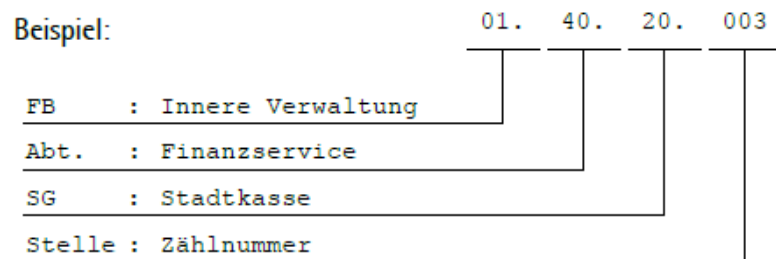 Beispiel: 01. 40. 20. 003
FB : Innere Verwaltung
Abt. : Finanzservice
SG : Stadtkasse
Stelle : Zählnummer